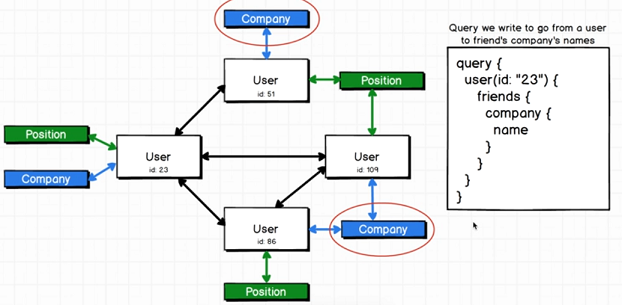 Company
Query we write to go from a user
to friend's company's names
User
id: 51
Position
query {
user(id: "23") {
friends {
company {
name
}
}
}
}
Position
Company
User
id: 23
User
id: 109
User
id: 86
Company
Position